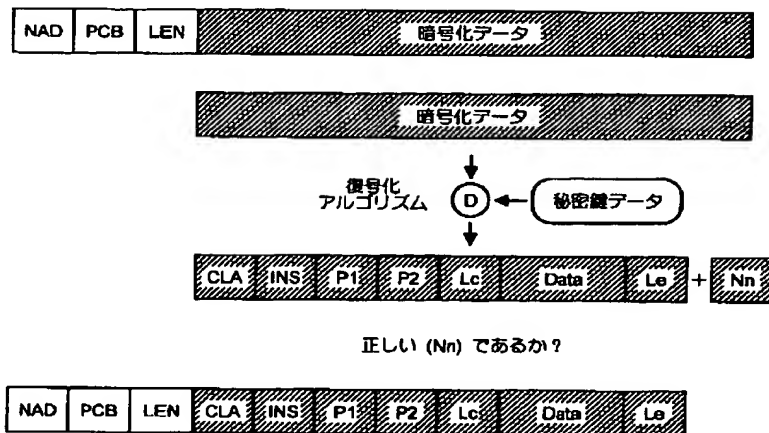 NAD PCB LEN 暗号化データ
暗号化データ
復号化
アルゴリズム D 秘密鍵データ
CLA INS P1 P2 Lc Data Le + Nn
正しい (Nn) であるか?
NAD PCB LEN CLA INS P1 P2 Lc Data Le